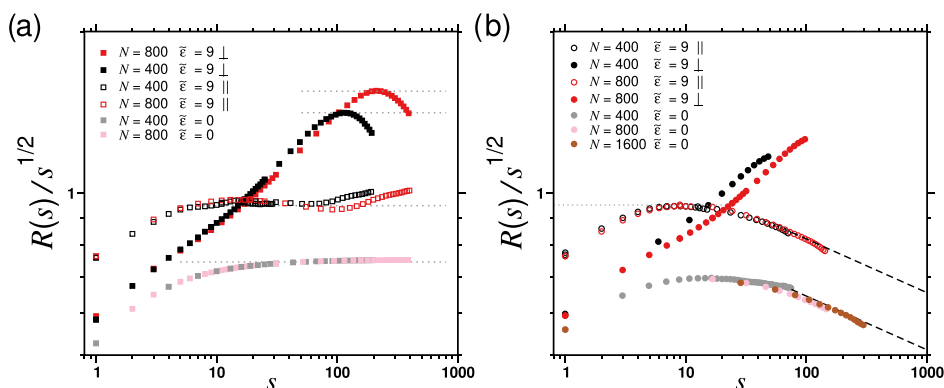 (a)
N = 800 ε̃ = 9 ⊥
N = 400 ε̃ = 9 ⊥
N = 400 ε̃ = 9 ||
N = 800 ε̃ = 9 ||
N = 400 ε̃ = 0
N = 800 ε̃ = 0
R(s) / s^{1/2}
1
1 10 100 1000
s
(b)
N = 400 ε̃ = 9 ||
N = 400 ε̃ = 9 ⊥
N = 800 ε̃ = 9 ||
N = 800 ε̃ = 9 ⊥
N = 400 ε̃ = 0
N = 800 ε̃ = 0
N = 1600 ε̃ = 0
R(s) / s^{1/2}
1
1 10 100 1000
s